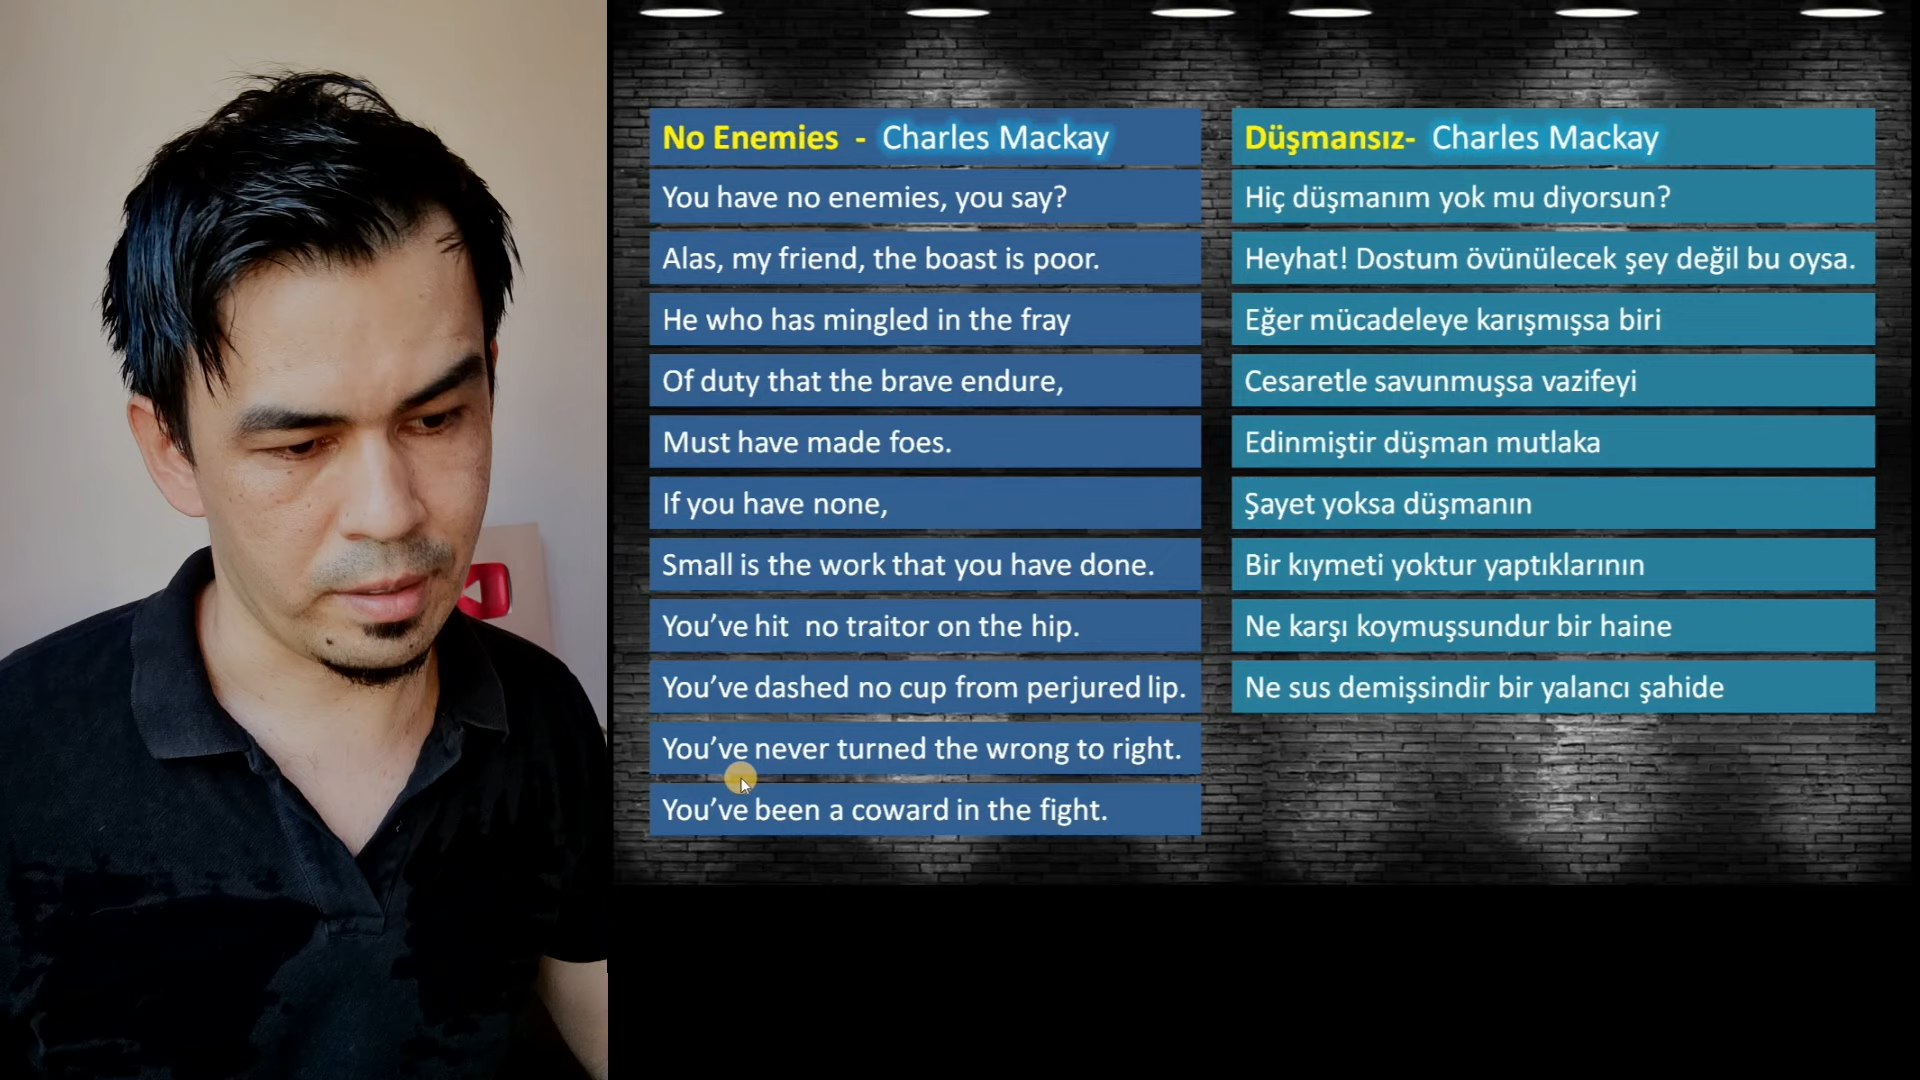 No Enemies - Charles Mackay
You have no enemies, you say?
Alas, my friend, the boast is poor.
He who has mingled in the fray
Of duty that the brave endure,
Must have made foes.
If you have none,
Small is the work that you have done.
You’ve hit no traitor on the hip.
You’ve dashed no cup from perjured lip.
You’ve never turned the wrong to right.
You’ve been a coward in the fight.
Düşmansız- Charles Mackay
Hiç düşmanım yok mu diyorsun?
Heyhat! Dostum övünülecek şey değil bu oysa.
Eğer mücadeleye karışmışsa biri
Cesaretle savunmuşsa vazifeyi
Edinmiştir düşman mutlaka
Şayet yoksa düşmanın
Bir kıymeti yoktur yaptıklarının
Ne karşı koymuşsundur bir haine
Ne sus demişsindir bir yalancı şahide